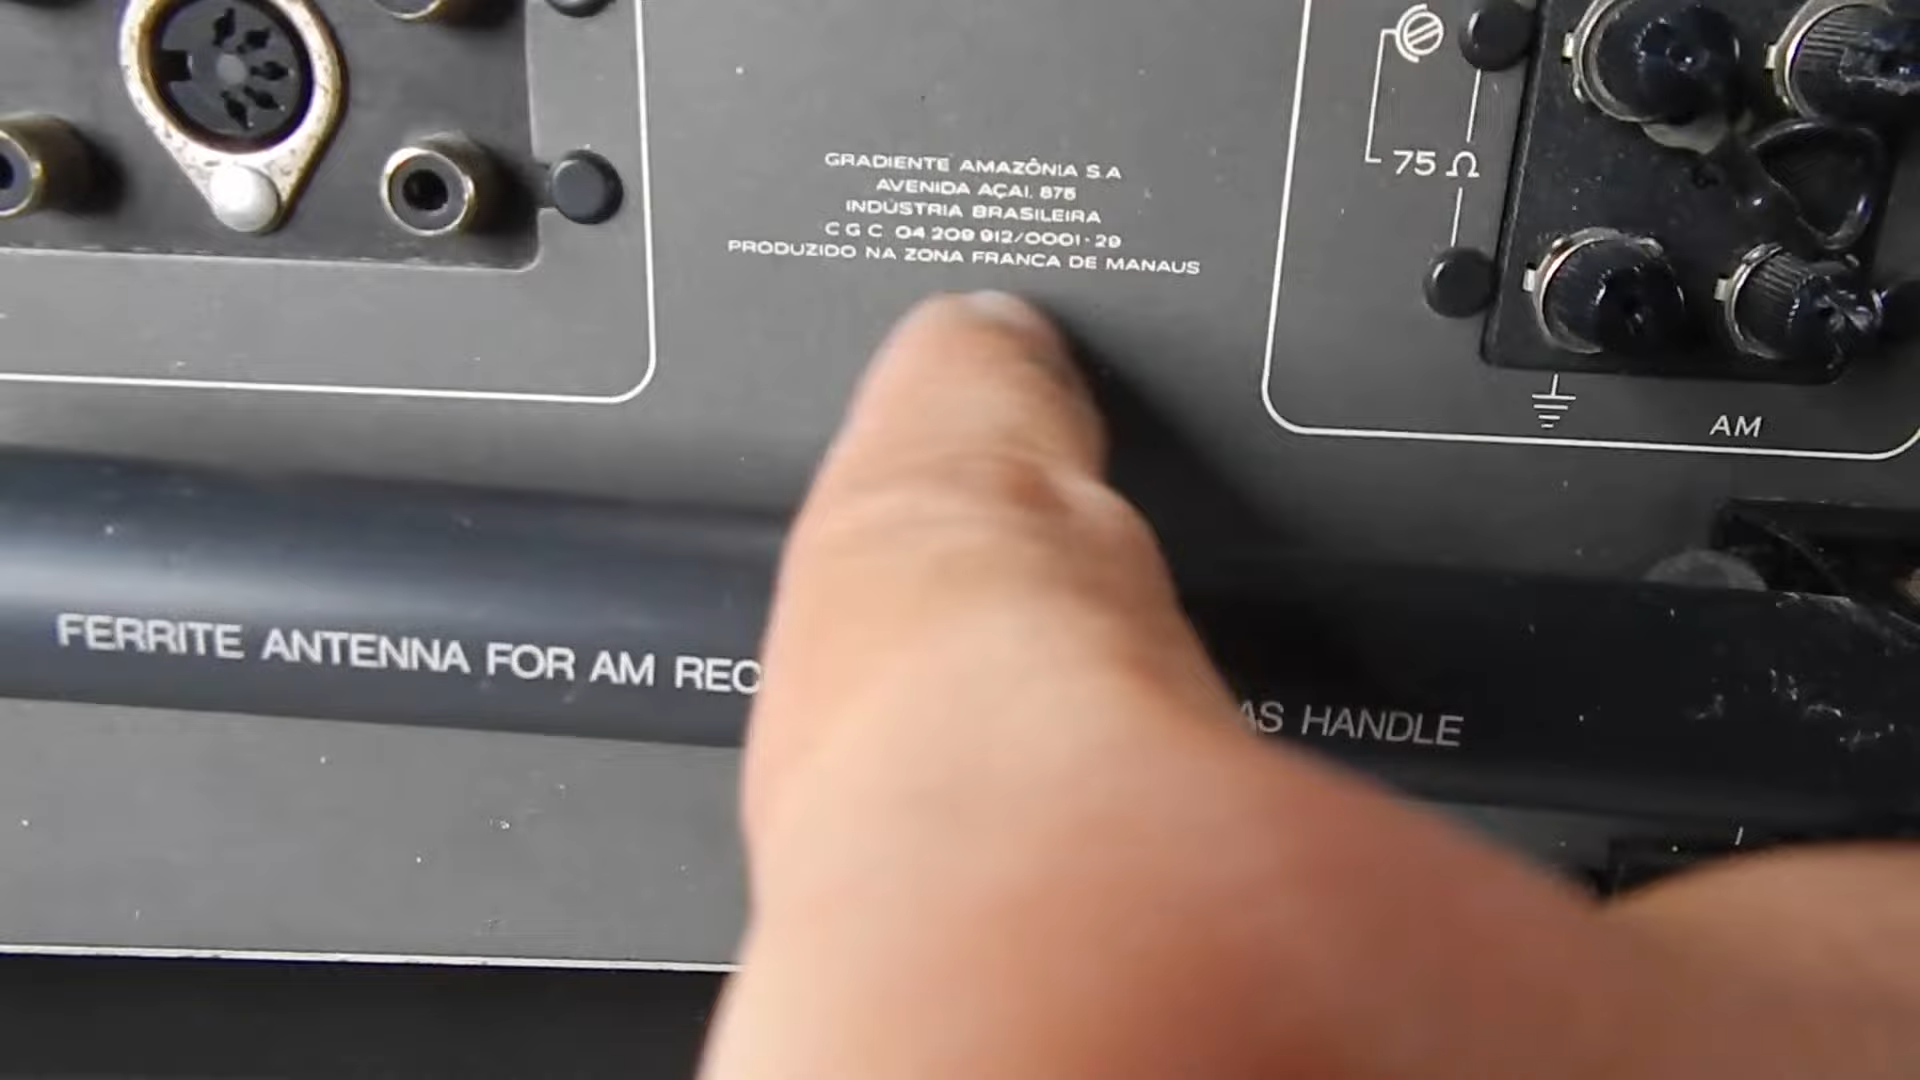 75 Ω
GRADIENTE AMAZÔNIA S.A
AVENIDA AÇAI, 875
INDÚSTRIA BRASILEIRA
C G C 04 209 912/0001-29
PRODUZIDO NA ZONA FRANCA DE MANAUS
AM
FERRITE ANTENNA FOR AM REC
AS HANDLE